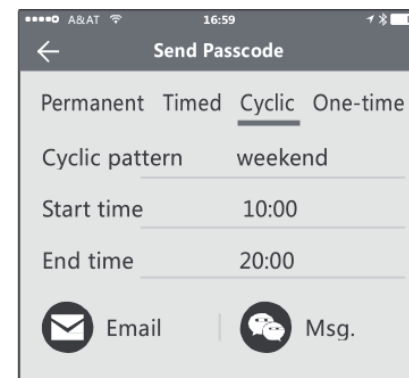 A&AT 16:59
Send Passcode
Permanent Timed Cyclic One-time
Cyclic pattern weekend
Start time 10:00
End time 20:00
Email Msg.